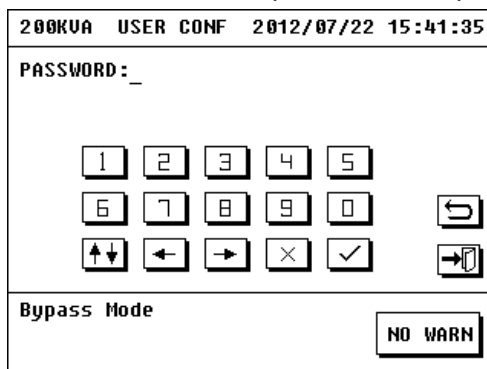 200KVA USER CONF 2012/07/22 15:41:35
PASSWORD:_
1 2 3 4 5
6 7 8 9 0
Bypass Mode
NO WARN